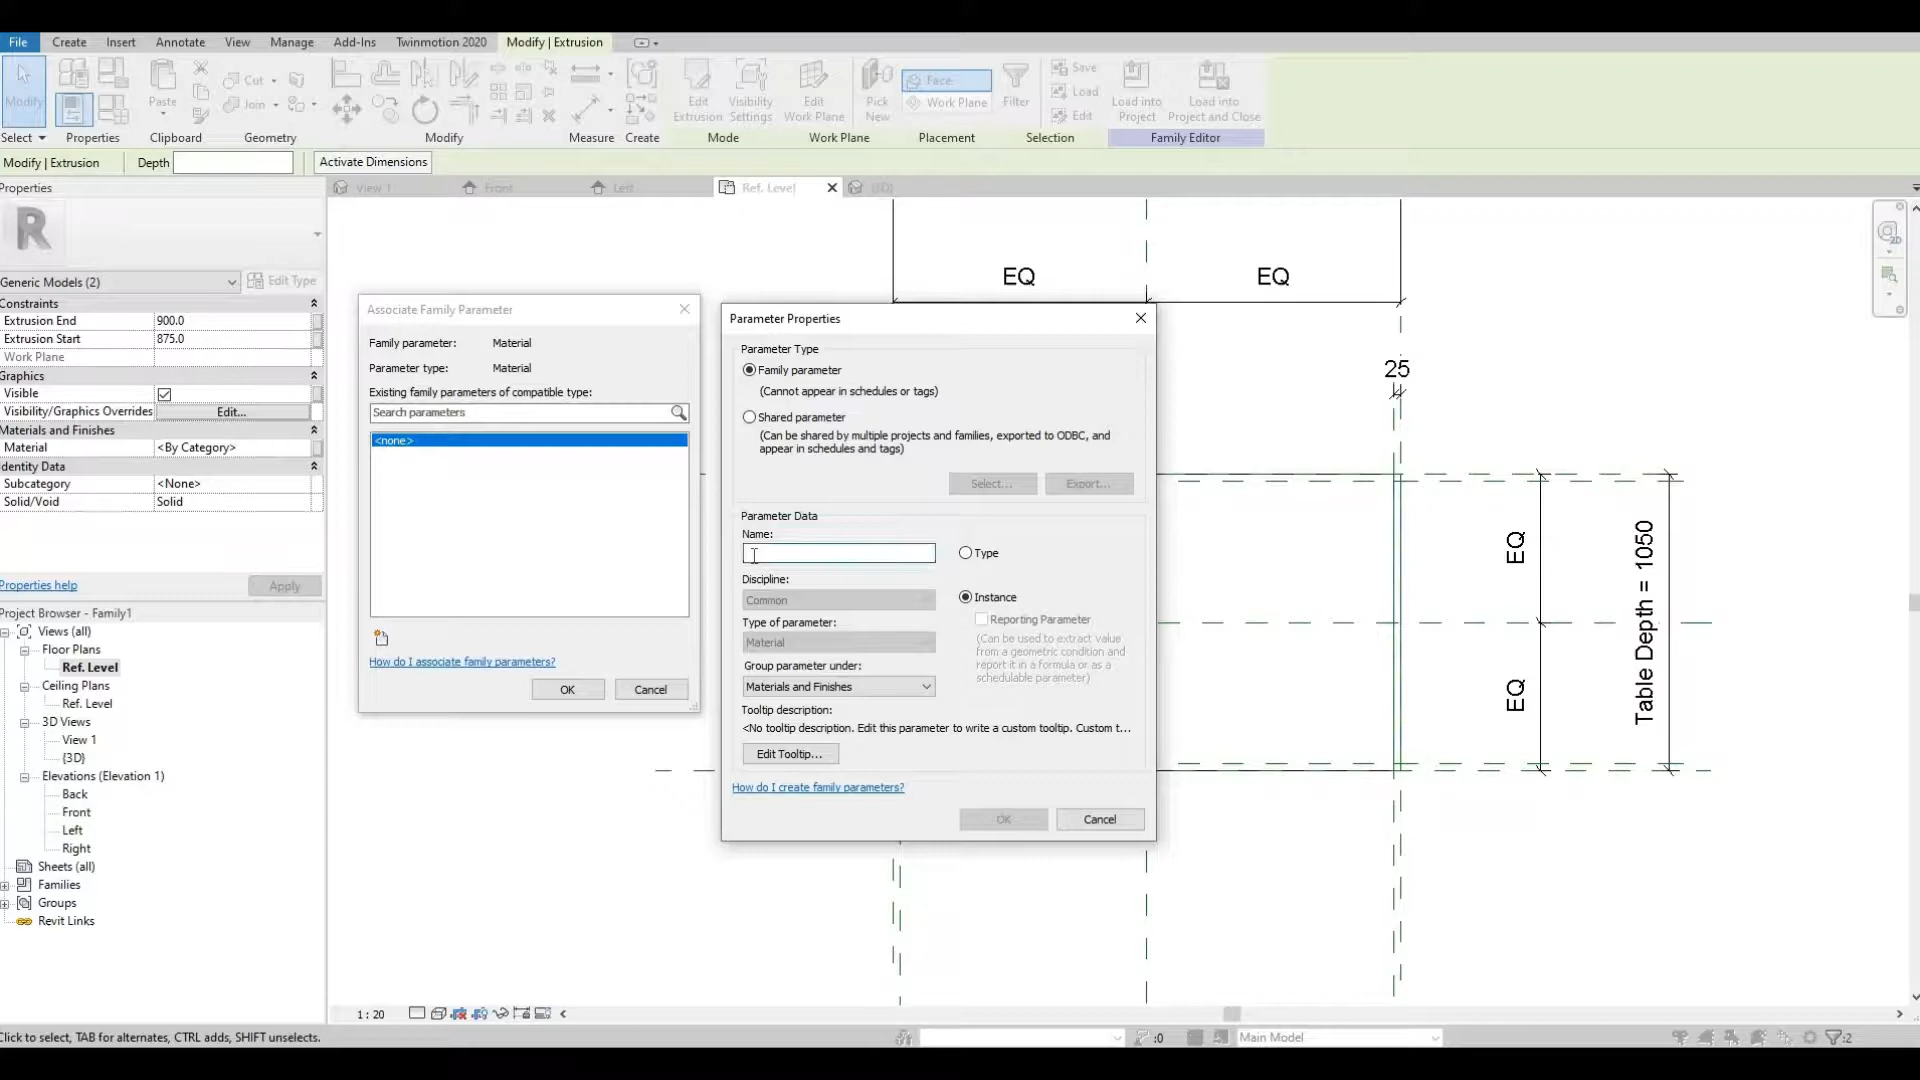 File Create Insert Annotate View Manage Add-Ins Twinmotion 2020 Modify | Extrusion
Modify Paste Cut Join Edit Extrusion Visibility Settings Edit Work Plane Pick New Face Work Plane Filter Save Load Edit Load into Project Load into Project and Close
Select Properties Clipboard Geometry Modify Measure Create Mode Work Plane Placement Selection Family Editor
Modify | Extrusion Depth Activate Dimensions
Properties
View 1 Front Left Ref. Level {3D}
R
Generic Models (2) Edit Type
Constraints
Extrusion End 900.0
Extrusion Start 875.0
Work Plane
Graphics
Visible
Visibility/Graphics Overrides Edit...
Materials and Finishes
Material <By Category>
Identity Data
Subcategory <None>
Solid/Void Solid
Properties help Apply
Project Browser - Family1
Views (all)
Floor Plans
Ref. Level
Ceiling Plans
Ref. Level
3D Views
View 1
{3D}
Elevations (Elevation 1)
Back
Front
Left
Right
Sheets (all)
Families
Groups
Revit Links
Associate Family Parameter
Family parameter: Material
Parameter type: Material
Existing family parameters of compatible type:
Search parameters
<none>
How do I associate family parameters?
OK Cancel
Parameter Properties
Parameter Type
Family parameter
(Cannot appear in schedules or tags)
Shared parameter
(Can be shared by multiple projects and families, exported to ODBC, and
appear in schedules and tags)
Select... Export...
Parameter Data
Name:
Type
Discipline:
Common
Instance
Reporting Parameter
(Can be used to extract value
from a geometric condition and
report it in a formula or as a
schedulable parameter)
Type of parameter:
Material
Group parameter under:
Materials and Finishes
Tooltip description:
<No tooltip description. Edit this parameter to write a custom tooltip. Custom t...
Edit Tooltip...
How do I create family parameters?
OK Cancel
EQ EQ
25
EQ
EQ
Table Depth = 1050
2D
1 : 20
Click to select, TAB for alternates, CTRL adds, SHIFT unselects. :0 Main Model :2